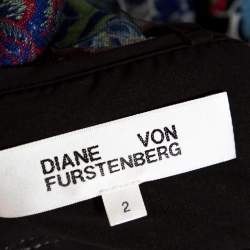 DIANE VON
FURSTENBERG
2